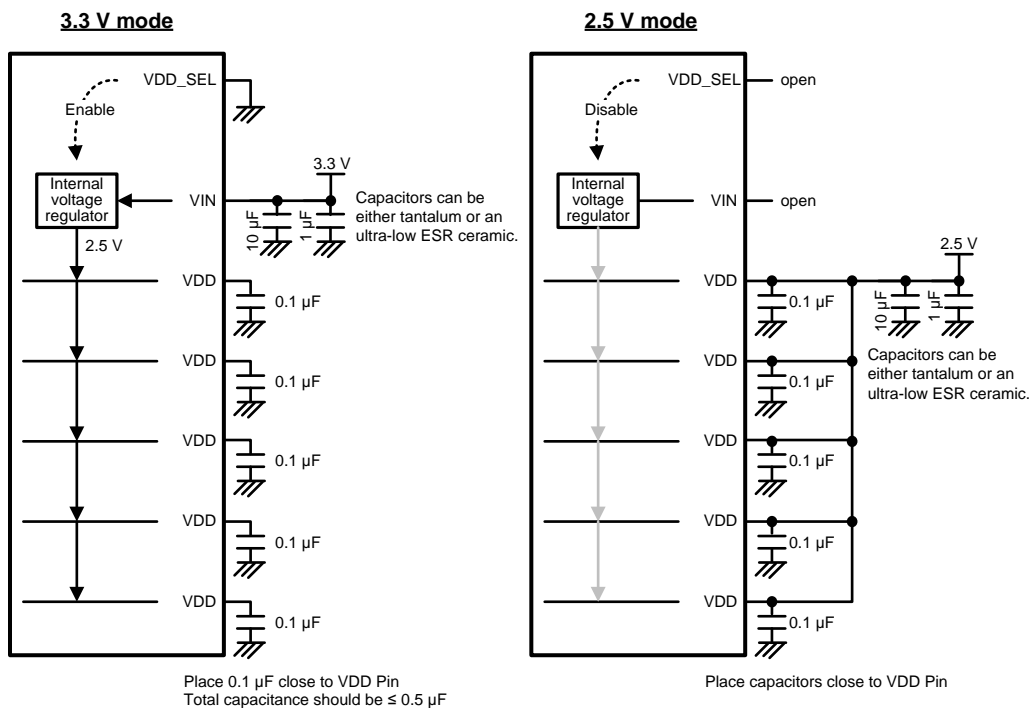 3.3 V mode
VDD_SEL
Enable
3.3 V
Internal
voltage
regulator
VIN
10 µF
1 µF
Capacitors can be
either tantalum or an
ultra-low ESR ceramic.
2.5 V
VDD
0.1 µF
VDD
0.1 µF
VDD
0.1 µF
VDD
0.1 µF
VDD
0.1 µF
Place 0.1 µF close to VDD Pin
Total capacitance should be ≤ 0.5 µF
2.5 V mode
VDD_SEL
open
Disable
Internal
voltage
regulator
VIN
open
2.5 V
VDD
0.1 µF
10 µF
1 µF
Capacitors can be
either tantalum or an
ultra-low ESR ceramic.
VDD
0.1 µF
VDD
0.1 µF
VDD
0.1 µF
VDD
0.1 µF
Place capacitors close to VDD Pin